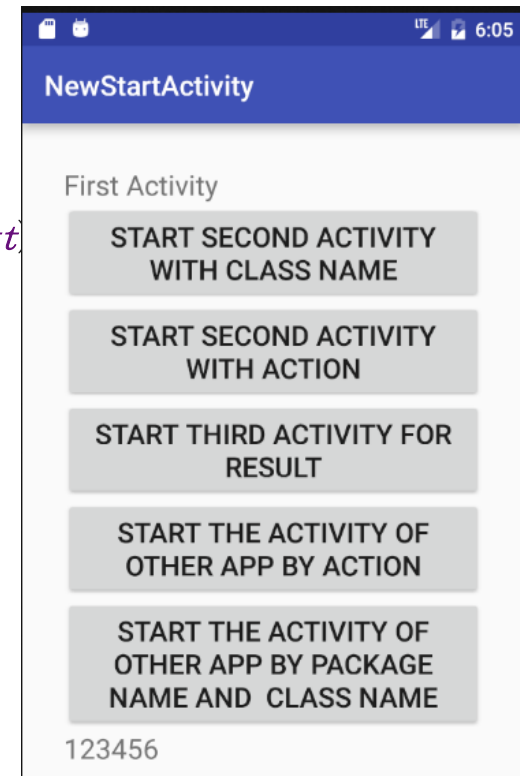 LTE 6:05
NewStartActivity
First Activity
t)
START SECOND ACTIVITY
WITH CLASS NAME
START SECOND ACTIVITY
WITH ACTION
START THIRD ACTIVITY FOR
RESULT
START THE ACTIVITY OF
OTHER APP BY ACTION
START THE ACTIVITY OF
OTHER APP BY PACKAGE
NAME AND  CLASS NAME
123456